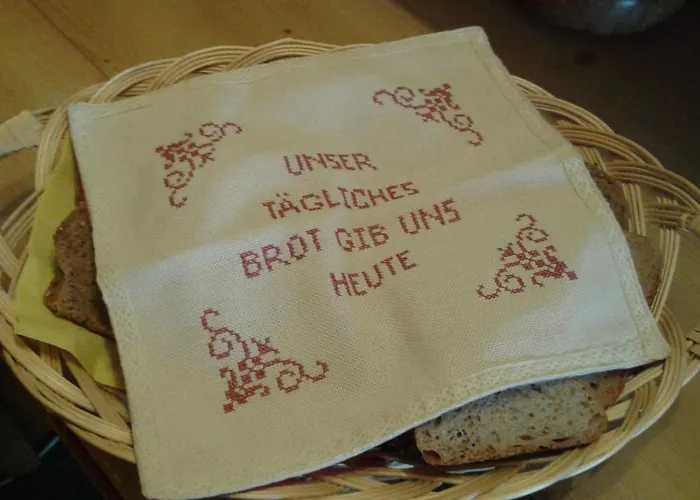 UNSER
TÄGLICHES
BROT GIB UNS
HEUTE